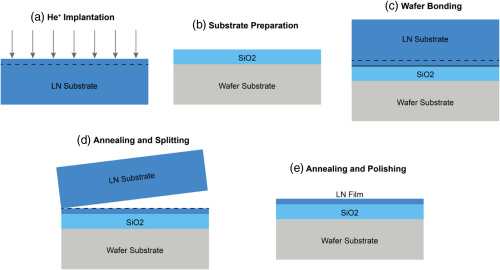 (a) He⁺ Implantation
LN Substrate
(b) Substrate Preparation
SiO2
Wafer Substrate
(c) Wafer Bonding
LN Substrate
SiO2
Wafer Substrate
(d) Annealing and Splitting
LN Substrate
SiO2
Wafer Substrate
(e) Annealing and Polishing
LN Film
SiO2
Wafer Substrate